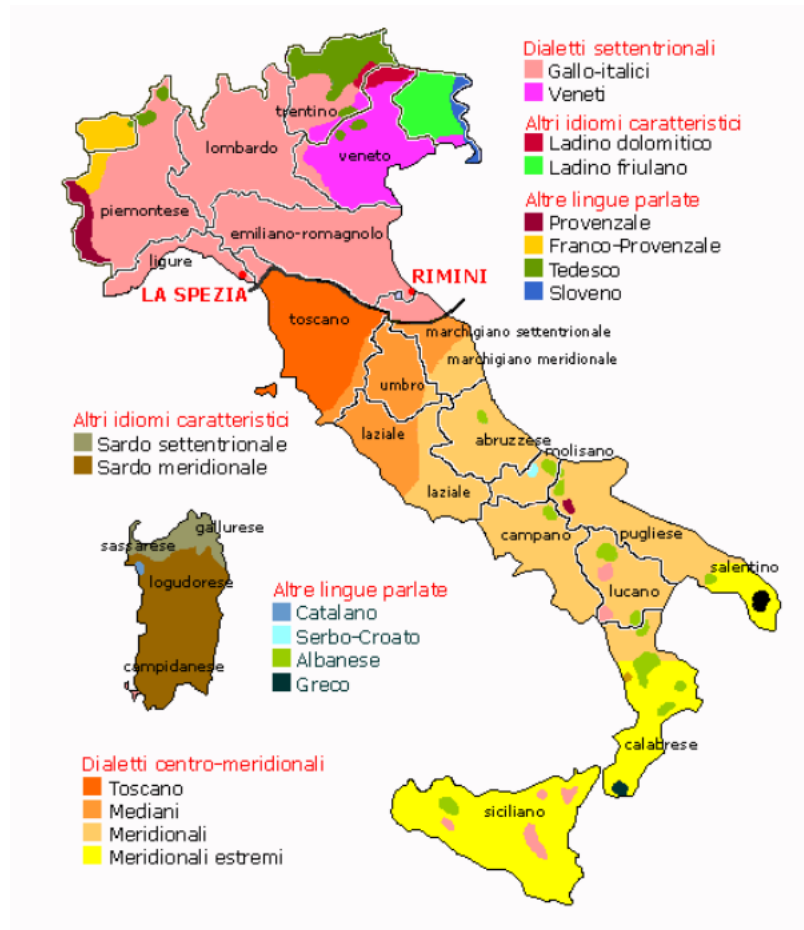 Dialetti settentrionali
Gallo-italici
Veneti
Altri idiomi caratteristici
Ladino dolomitico
Ladino friulano
Altre lingue parlate
Provenzale
Franco-Provenzale
Tedesco
Sloveno
trentino
lombardo
veneto
piemontese
emiliano-romagnolo
ligure
LA SPEZIA
RIMINI
toscano
marchigiano settentrionale
marchigiano meridionale
umbro
laziale
abruzzese
molisano
laziale
campano
pugliese
lucano
salentino
calabrese
siciliano
Altri idiomi caratteristici
Sardo settentrionale
Sardo meridionale
gallurese
sassarese
logudorese
campidanese
Altre lingue parlate
Catalano
Serbo-Croato
Albanese
Greco
Dialetti centro-meridionali
Toscano
Mediani
Meridionali
Meridionali estremi